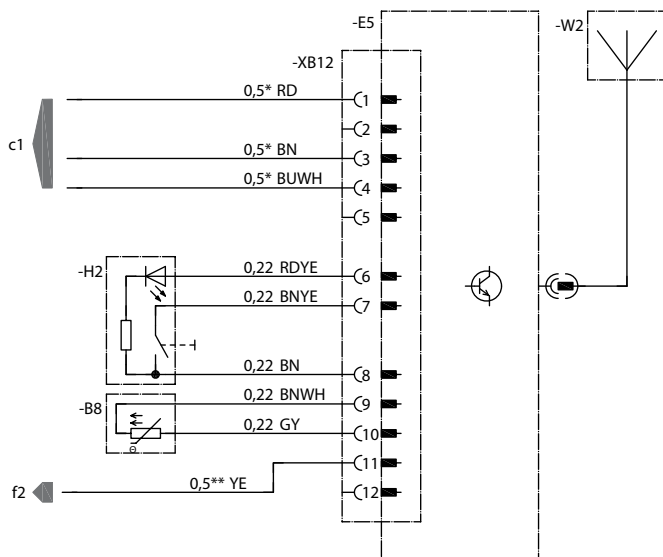 -E5
-W2
-XB12
0,5* RD
1
2
c1
0,5* BN
3
0,5* BUWH
4
5
-H2
0,22 RDYE
6
0,22 BNYE
7
0,22 BN
8
-B8
0,22 BNWH
9
0,22 GY
10
Θ
11
f2
0,5** YE
12